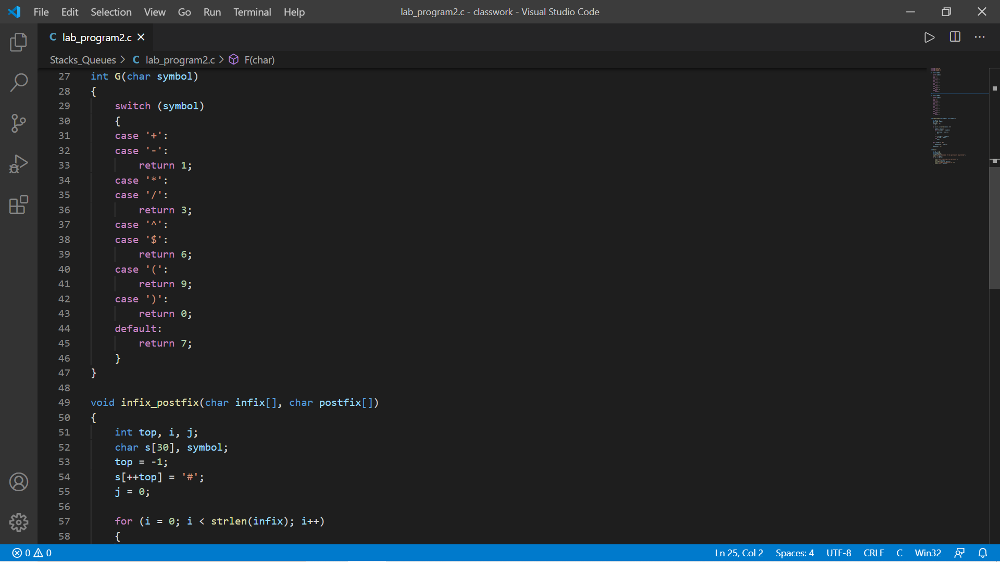 File Edit Selection View Go Run Terminal Help lab_program2.c - classwork - Visual Studio Code
C lab_program2.c
Stacks_Queues > C lab_program2.c > F(char)
27 int G(char symbol)
28 {
29 switch (symbol)
30 {
31 case '+':
32 case '-':
33 return 1;
34 case '*':
35 case '/':
36 return 3;
37 case '^':
38 case '$':
39 return 6;
40 case '(':
41 return 9;
42 case ')':
43 return 0;
44 default:
45 return 7;
46 }
47 }
48
49 void infix_postfix(char infix[], char postfix[])
50 {
51 int top, i, j;
52 char s[30], symbol;
53 top = -1;
54 s[++top] = '#';
55 j = 0;
56
57 for (i = 0; i < strlen(infix); i++)
58 {
0 0 Ln 25, Col 2 Spaces: 4 UTF-8 CRLF C Win32